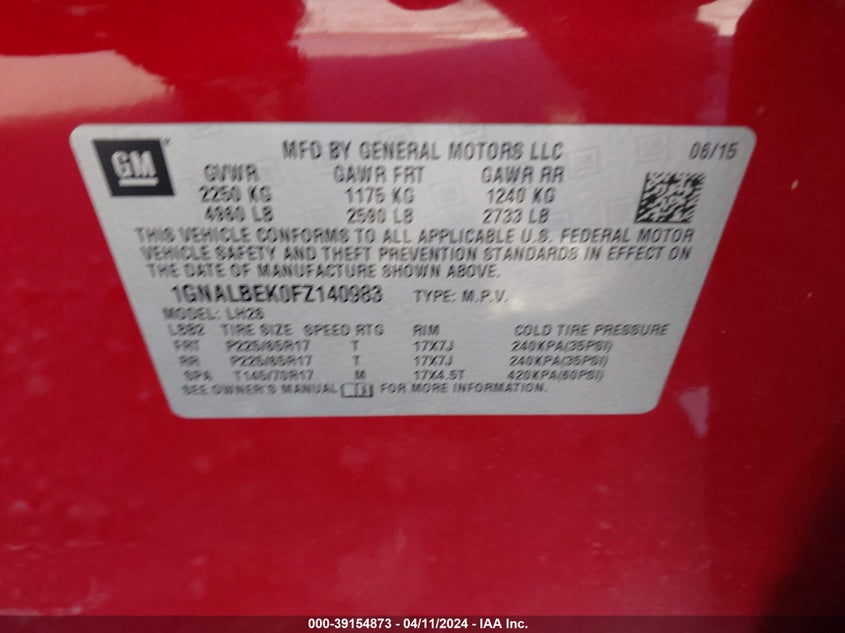 GM
MFD BY GENERAL MOTORS LLC 06/15
GVWR GAWR FRT GAWR RR
2250 KG 1175 KG 1240 KG
4960 LB 2590 LB 2733 LB
THIS VEHICLE CONFORMS TO ALL APPLICABLE U.S. FEDERAL MOTOR
VEHICLE SAFETY AND THEFT PREVENTION STANDARDS IN EFFECT ON
THE DATE OF MANUFACTURE SHOWN ABOVE.
1GNALBEK0FZ140983 TYPE: M.P.V.
MODEL: LH26
TIRE SIZE SPEED RTG RIM COLD TIRE PRESSURE
FRT P225/65R17 T 17X7J 240KPA(35PSI)
RR P225/65R17 T 17X7J 240KPA(35PSI)
SPA T145/70R17 M 17X4.5T 420KPA(60PSI)
SEE OWNER'S MANUAL FOR MORE INFORMATION.
000-39154873 - 04/11/2024 - IAA Inc.